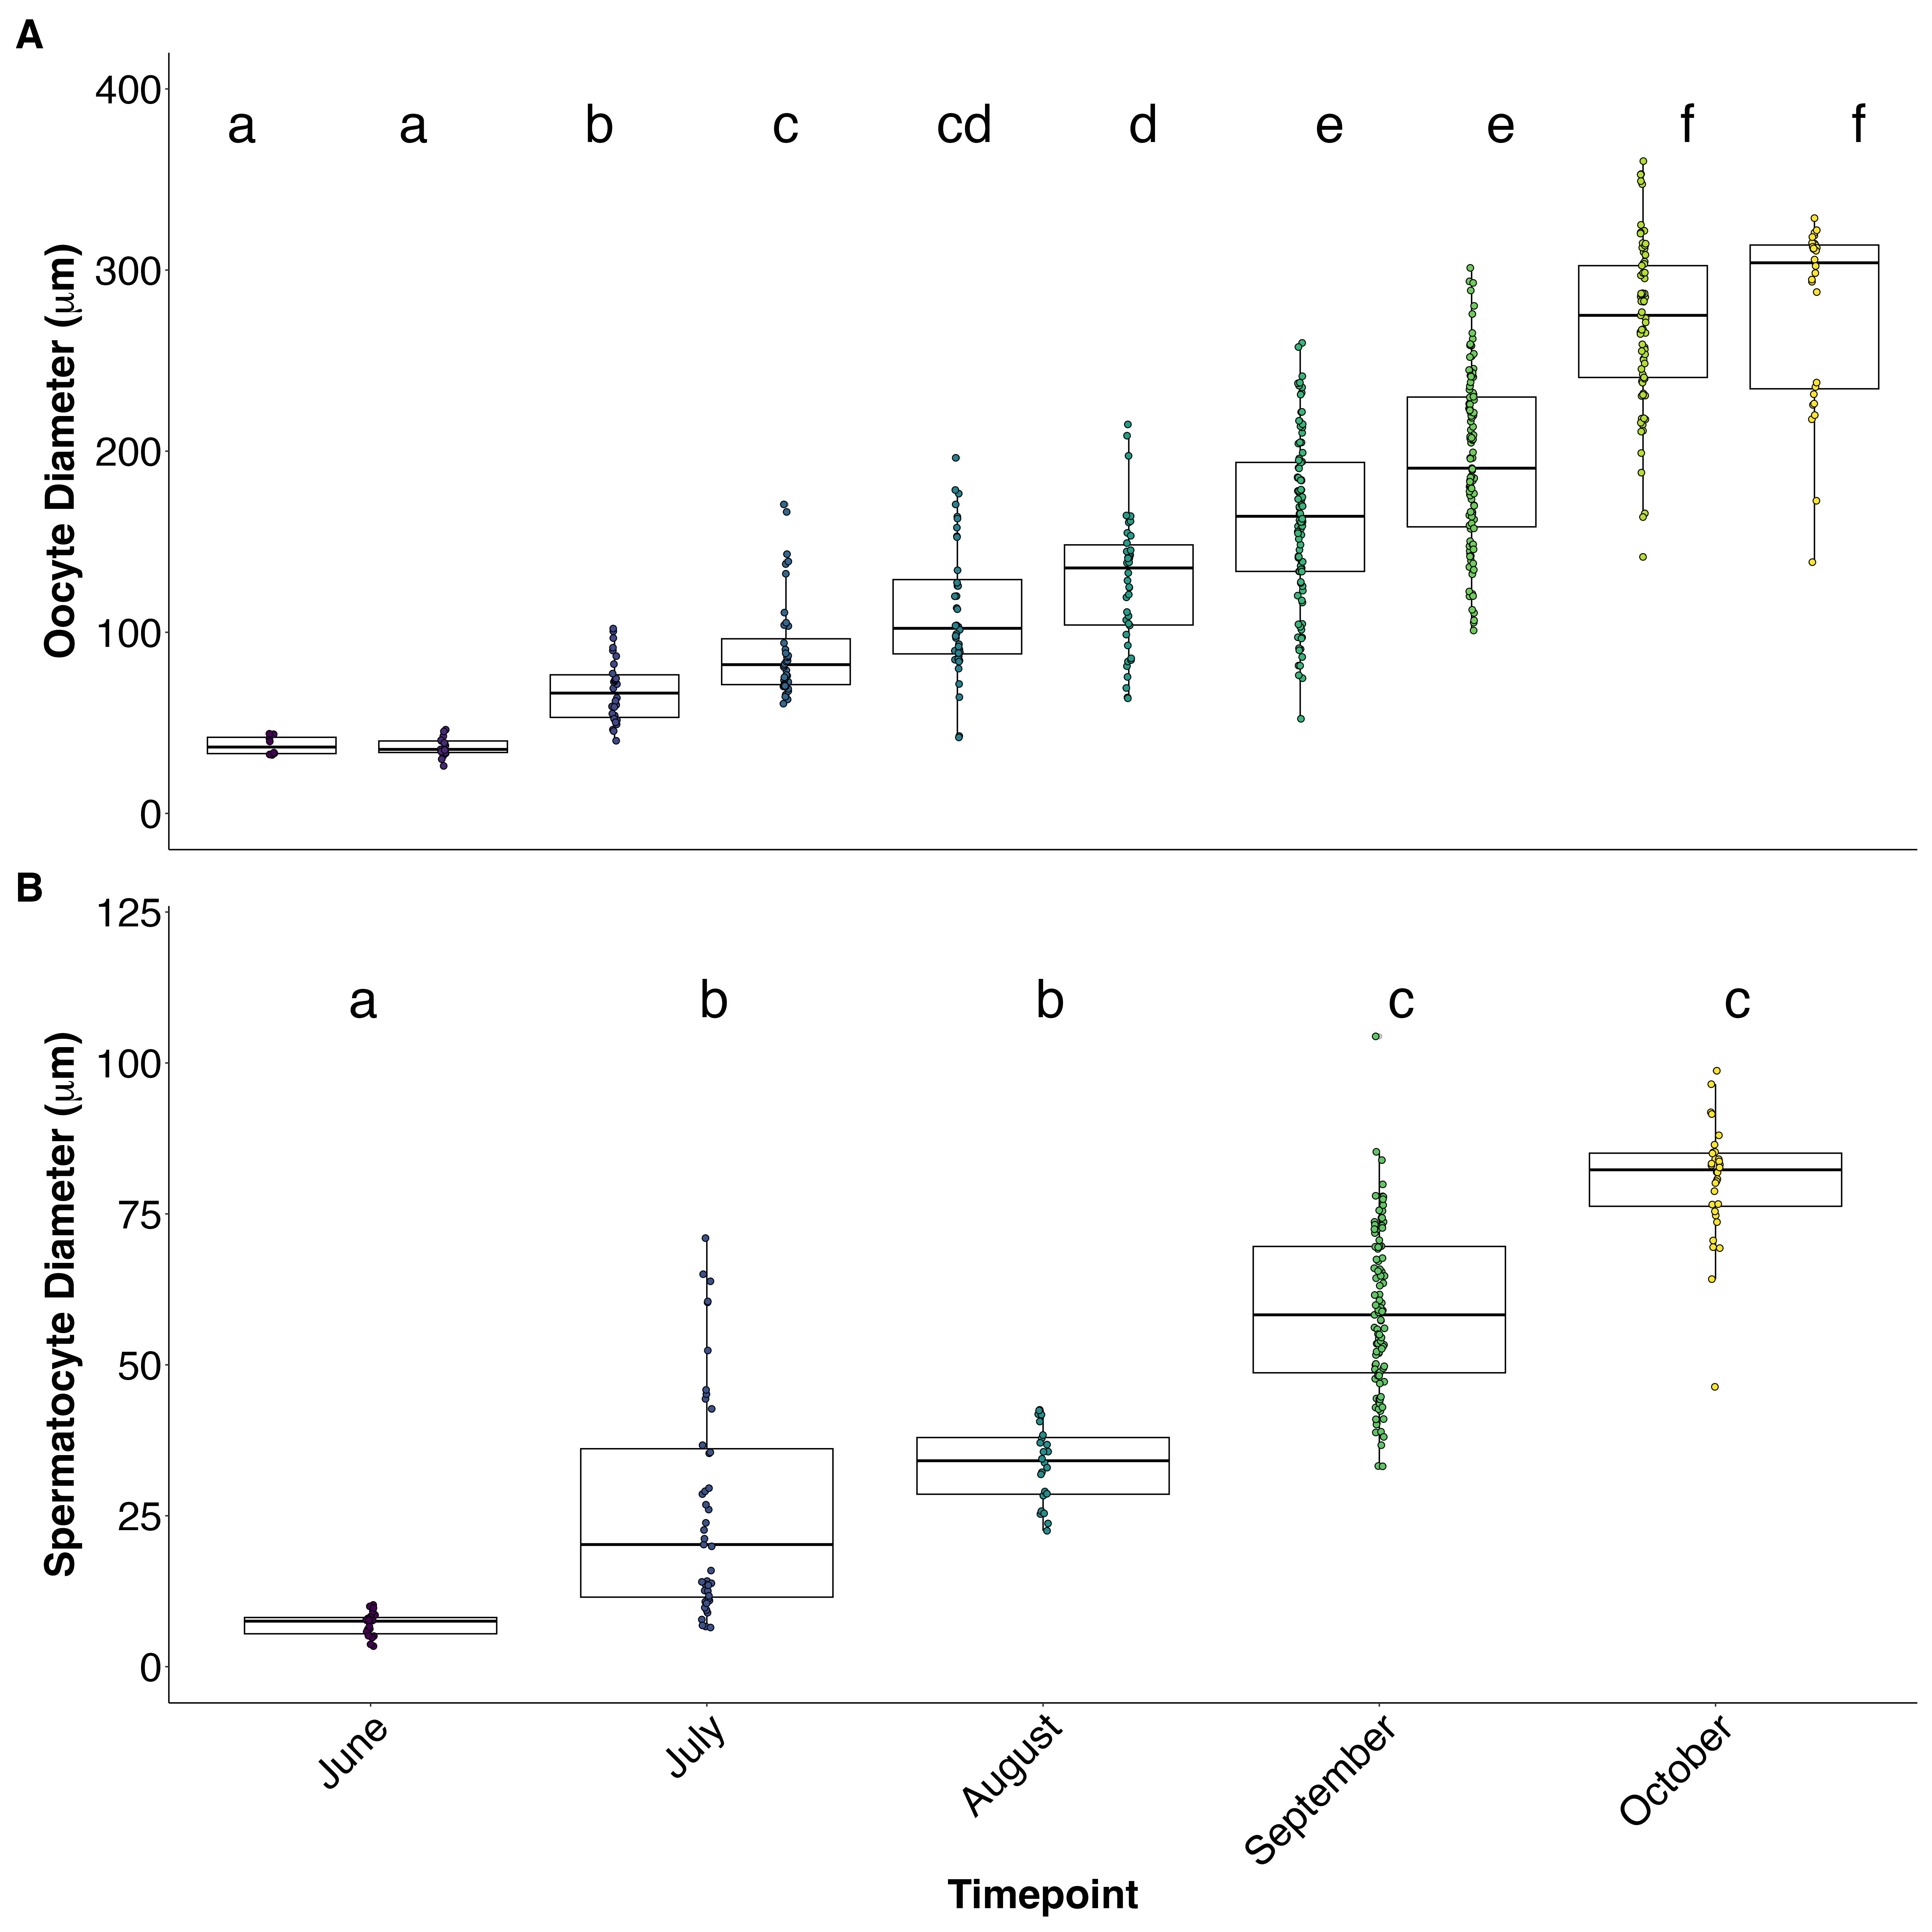 A
400
300
200
100
0
Oocyte Diameter (μm)
a a b c cd d e e f f
B
125
100
75
50
25
0
Spermatocyte Diameter (μm)
a b b c c
June July August September October
Timepoint